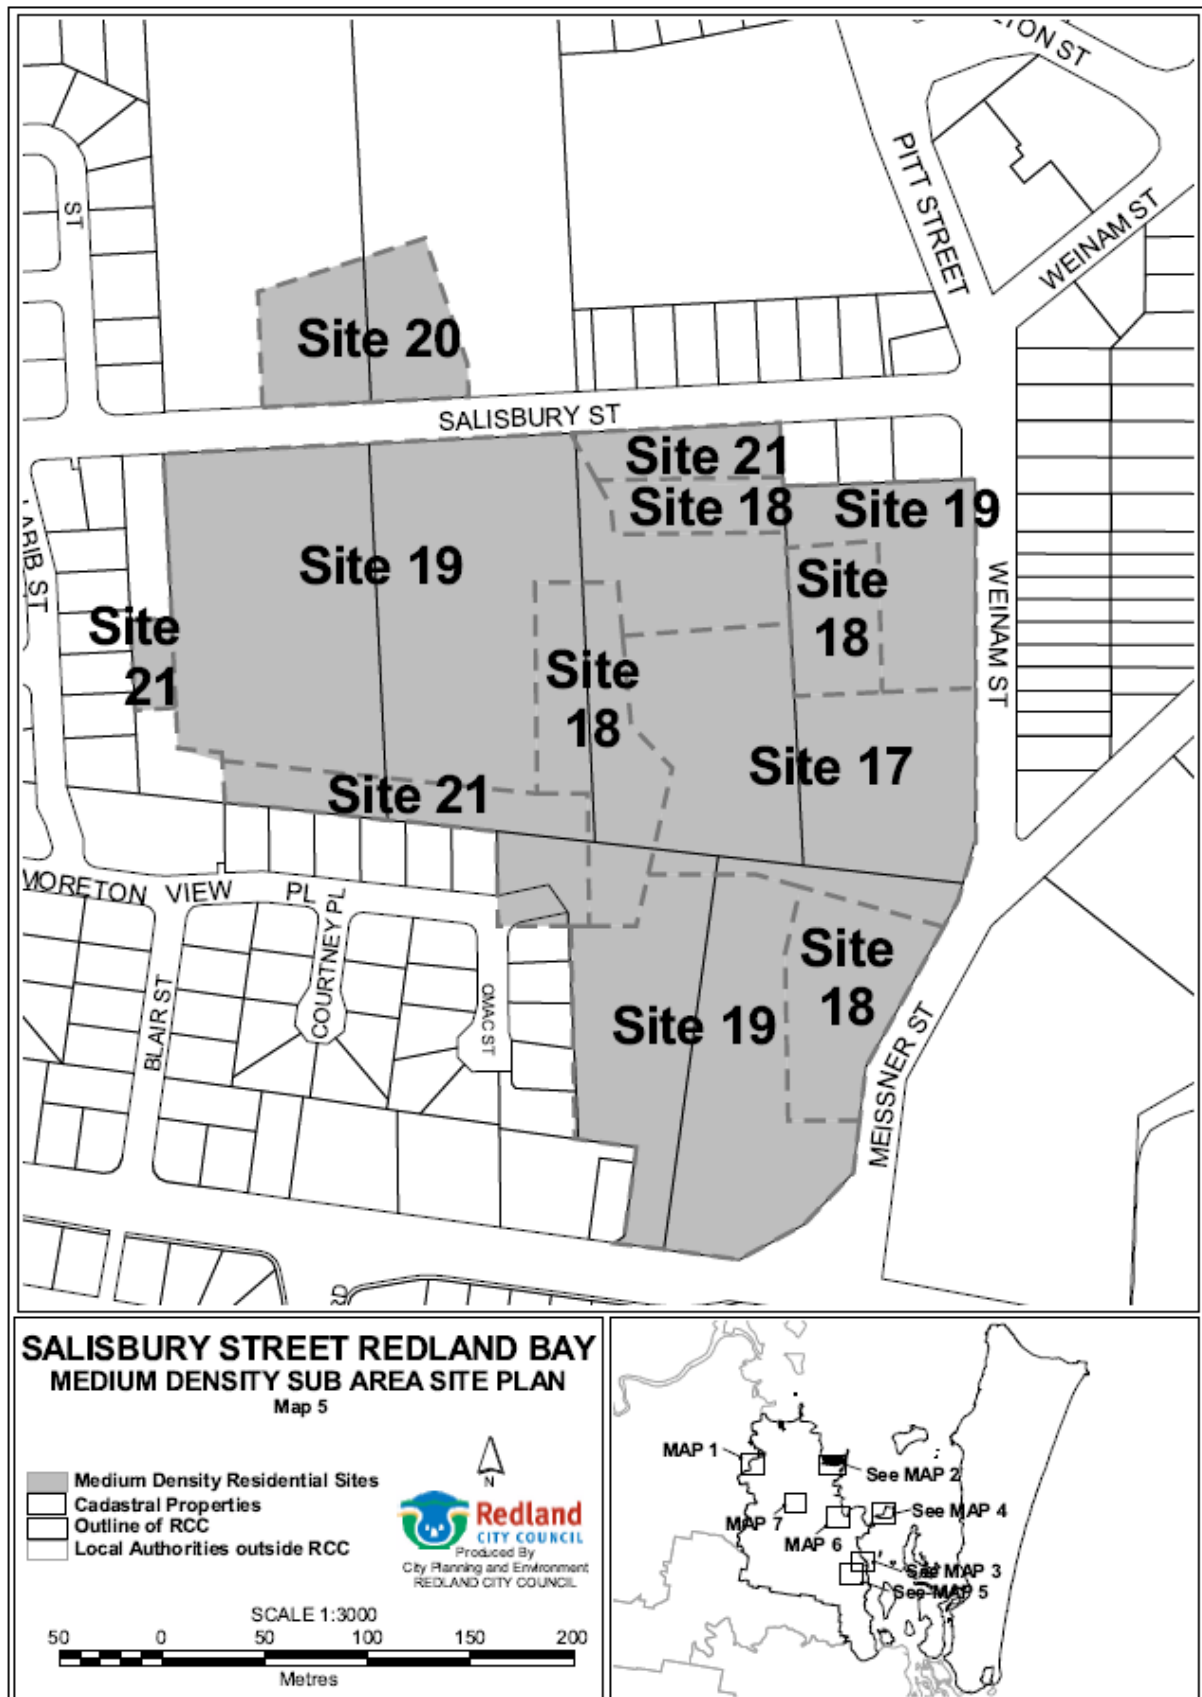 LTON ST
PITT STREET
WEINAM ST
ST
Site 20
SALISBURY ST
Site 21
Site 18
Site 19
Site 19
Site
18
WEINAM ST
HABIB ST
Site
21
Site
18
Site 17
Site 21
MORETON VIEW PL
COURTNEY PL
BLAIR ST
OMAC ST
Site
18
Site 19
MEISSNER ST
RD
SALISBURY STREET REDLAND BAY
MEDIUM DENSITY SUB AREA SITE PLAN
Map 5
N
Medium Density Residential Sites
Cadastral Properties
Outline of RCC
Local Authorities outside RCC
Redland
CITY COUNCIL
Produced By
City Planning and Environment
REDLAND CITY COUNCIL
SCALE 1:3000
50 0 50 100 150 200
Metres
MAP 1
See MAP 2
See MAP 4
MAP 7
MAP 6
See MAP 3
See MAP 5